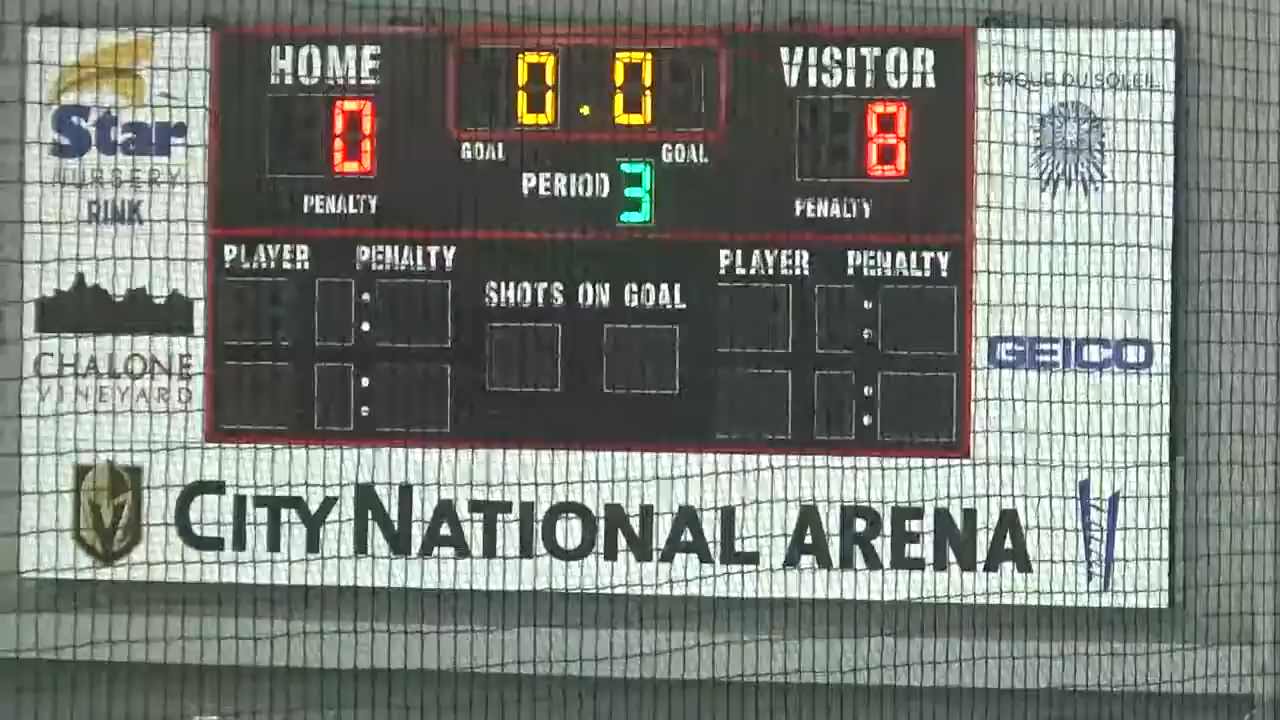 HOME
0
0.0
VISITOR
8
GOAL
GOAL
PERIOD 3
PENALTY
PENALTY
PLAYER PENALTY
PLAYER PENALTY
SHOTS ON GOAL
Star
NURSERY
RINK
CHALONE
VINEYARD
CIRQUE DU SOLEIL
GEICO
CITY NATIONAL ARENA